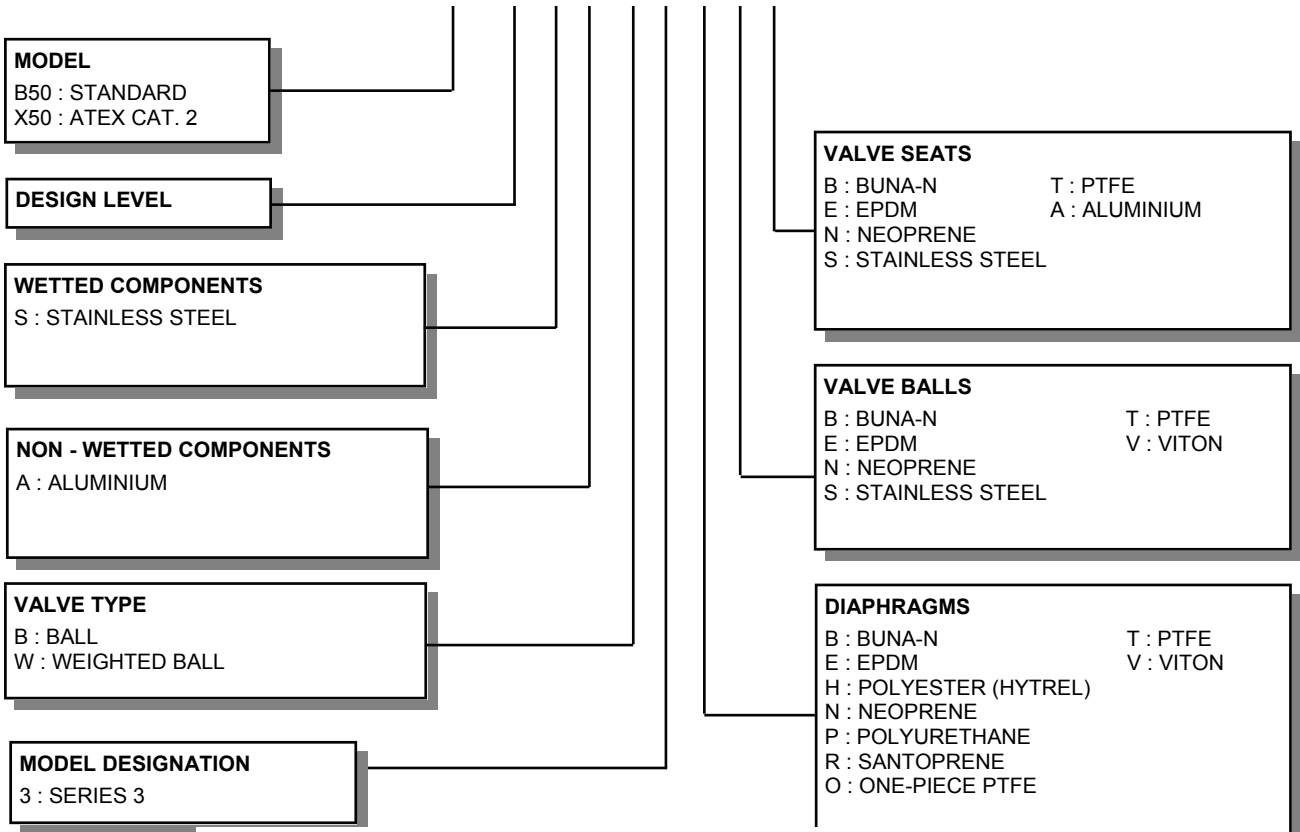 MODEL
B50 : STANDARD
X50 : ATEX CAT. 2
DESIGN LEVEL
WETTED COMPONENTS
S : STAINLESS STEEL
NON - WETTED COMPONENTS
A : ALUMINIUM
VALVE TYPE
B : BALL
W : WEIGHTED BALL
MODEL DESIGNATION
3 : SERIES 3
VALVE SEATS
B : BUNA-N T : PTFE
E : EPDM A : ALUMINIUM
N : NEOPRENE
S : STAINLESS STEEL
VALVE BALLS
B : BUNA-N T : PTFE
E : EPDM V : VITON
N : NEOPRENE
S : STAINLESS STEEL
DIAPHRAGMS
B : BUNA-N T : PTFE
E : EPDM V : VITON
H : POLYESTER (HYTREL)
N : NEOPRENE
P : POLYURETHANE
R : SANTOPRENE
O : ONE-PIECE PTFE